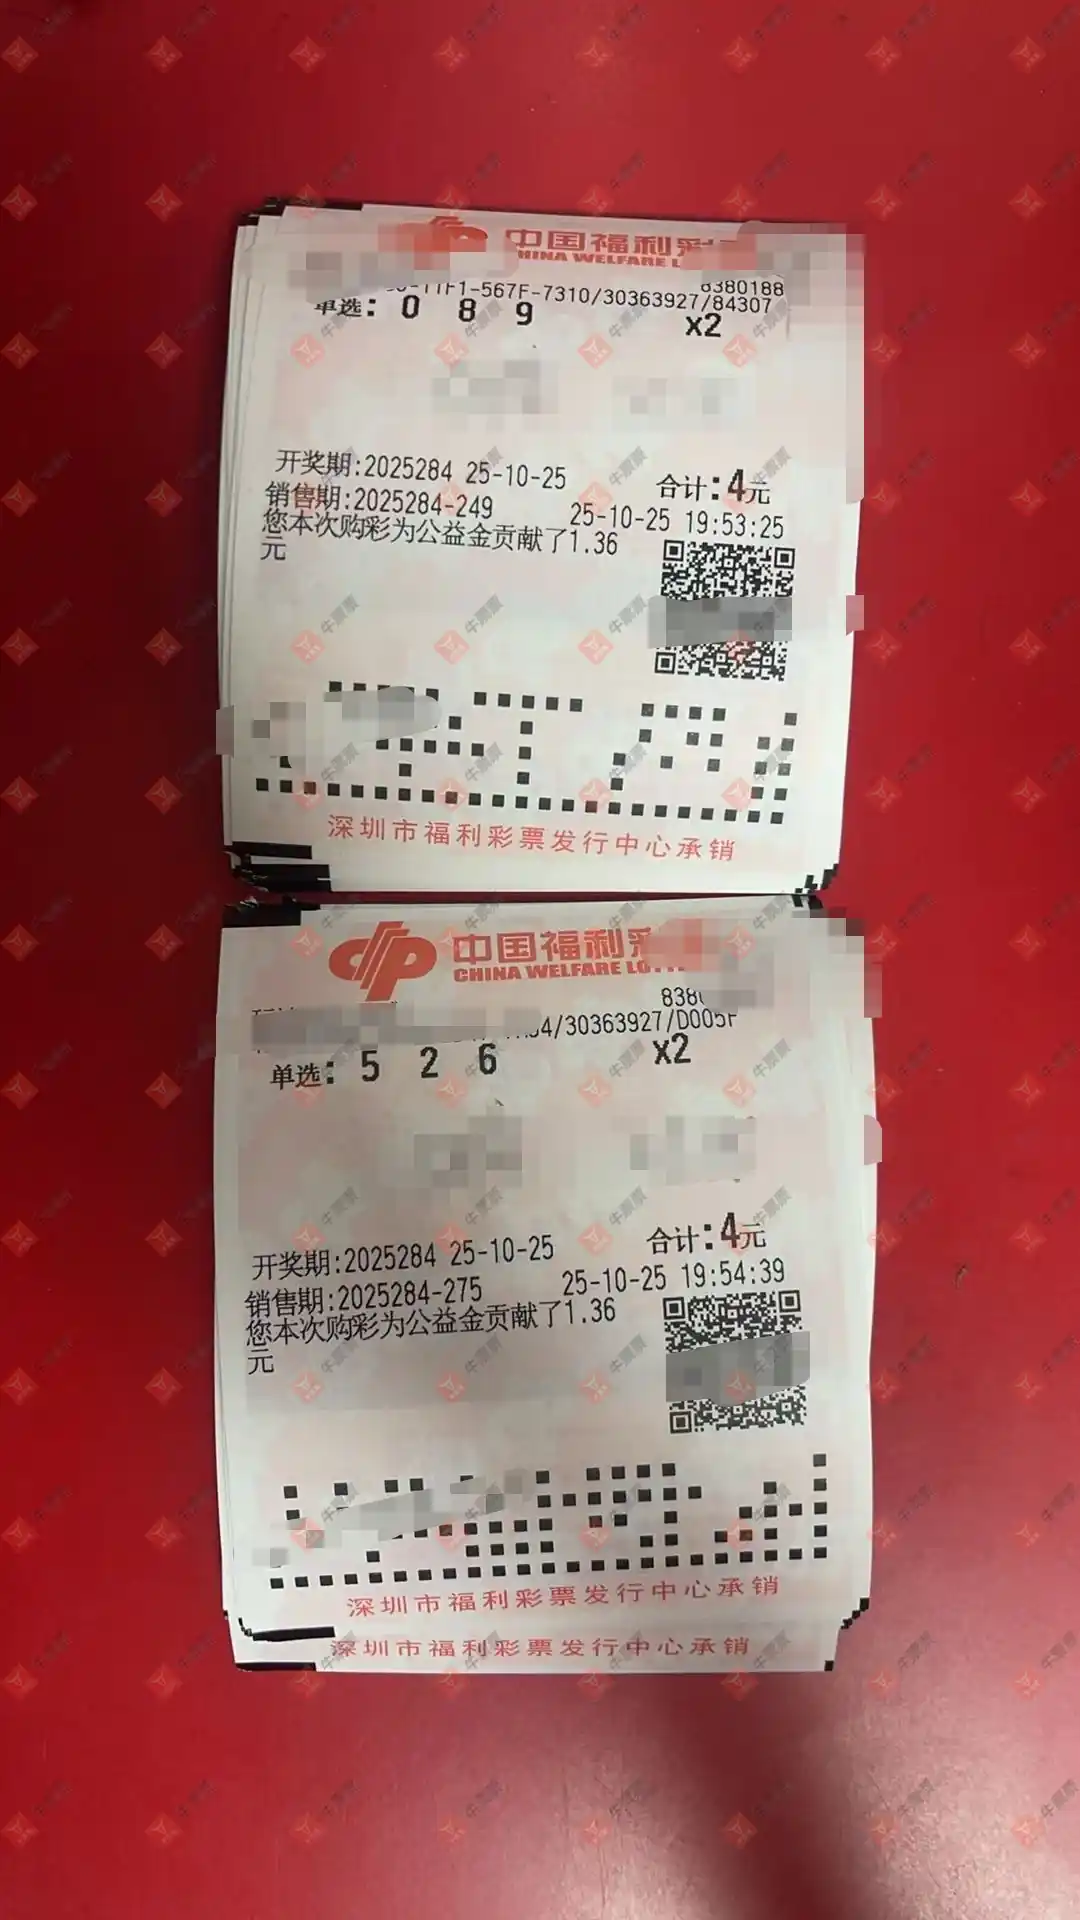 中国福利彩
CHINA WELFARE L
8380188
11F1-567F-7310/30363927/84307
单选: 0 8 9 x2
开奖期:2025284 25-10-25
合计:4元
销售期:2025284-249 25-10-25 19:53:25
您本次购彩为公益金贡献了1.36
元
深圳市福利彩票发行中心承销
中国福利彩
CHINA WELFARE LO
838
/30363927/D005F
单选: 5 2 6 x2
开奖期:2025284 25-10-25
合计:4元
销售期:2025284-275 25-10-25 19:54:39
您本次购彩为公益金贡献了1.36
元
深圳市福利彩票发行中心承销
深圳市福利彩票发行中心承销
牛票票